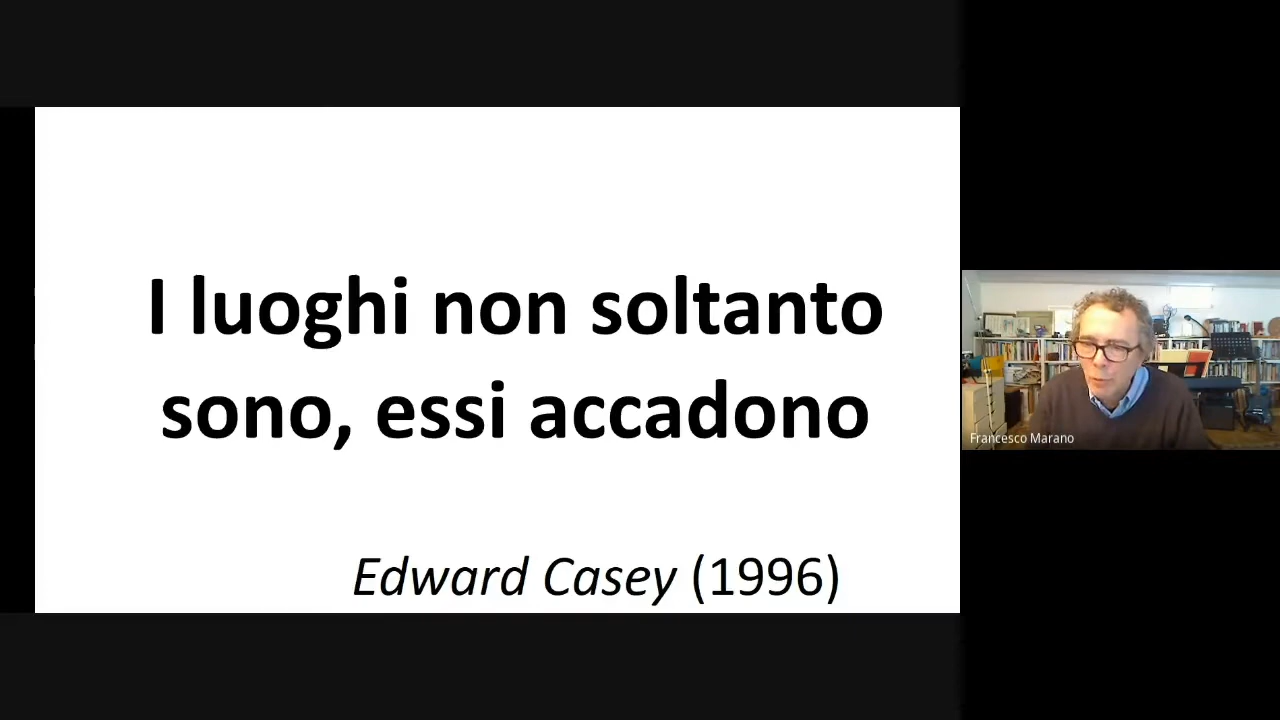 I luoghi non soltanto
sono, essi accadono
Edward Casey (1996)
Francesco Marano